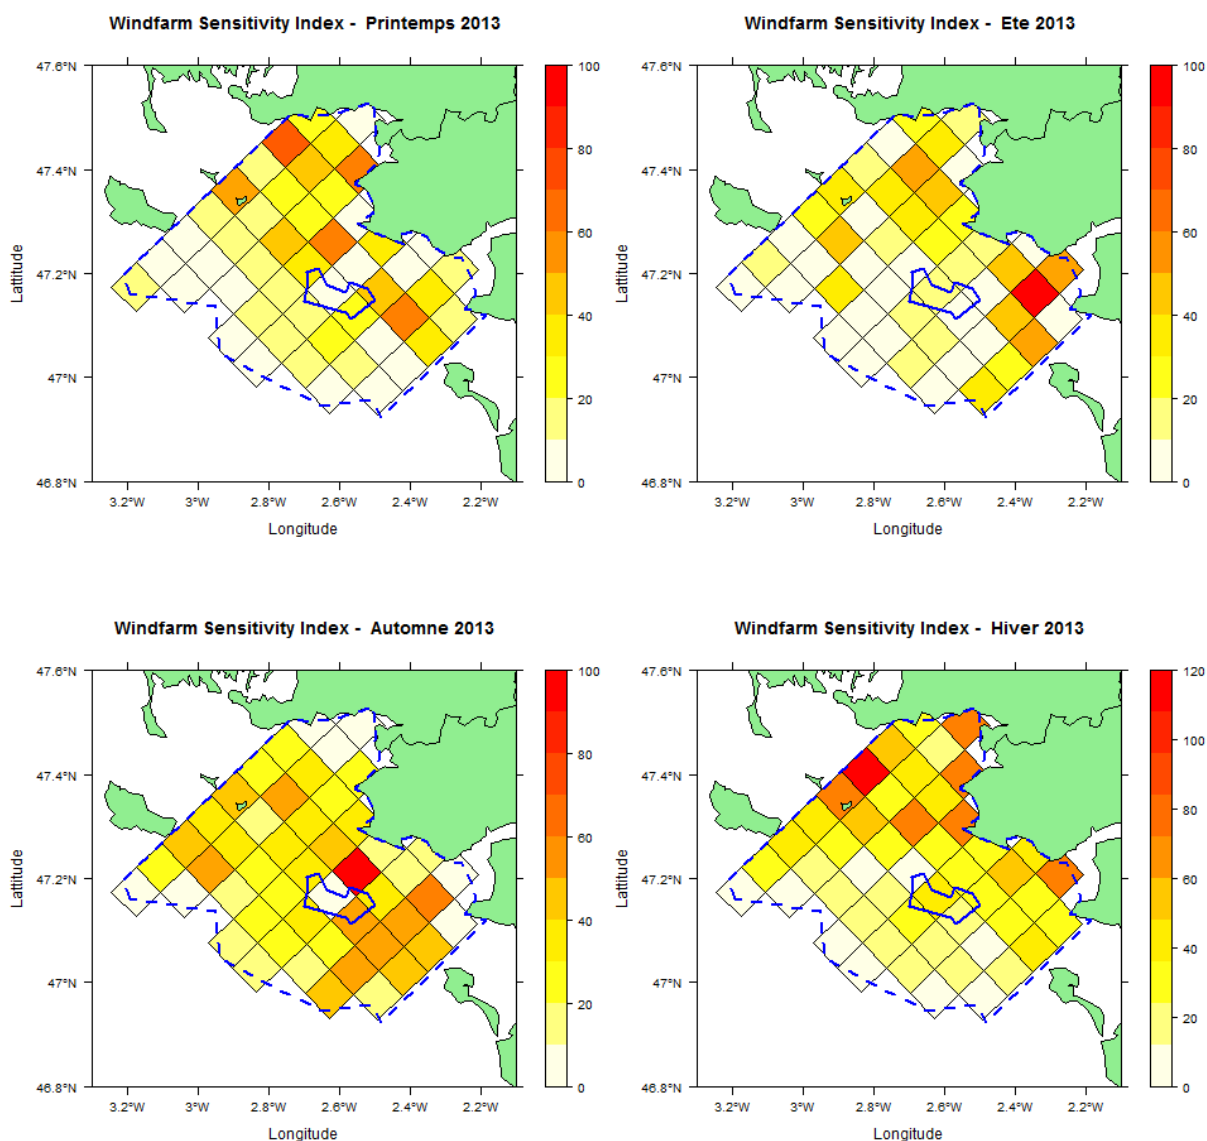 Windfarm Sensitivity Index - Printemps 2013
47.6°N
47.4°N
47.2°N
47°N
46.8°N
Lattitude
3.2°W 3°W 2.8°W 2.6°W 2.4°W 2.2°W
Longitude
100
80
60
40
20
0
Windfarm Sensitivity Index - Ete 2013
47.6°N
47.4°N
47.2°N
47°N
46.8°N
Lattitude
3.2°W 3°W 2.8°W 2.6°W 2.4°W 2.2°W
Longitude
100
80
60
40
20
0
Windfarm Sensitivity Index - Automne 2013
47.6°N
47.4°N
47.2°N
47°N
46.8°N
Lattitude
3.2°W 3°W 2.8°W 2.6°W 2.4°W 2.2°W
Longitude
100
80
60
40
20
0
Windfarm Sensitivity Index - Hiver 2013
47.6°N
47.4°N
47.2°N
47°N
46.8°N
Lattitude
3.2°W 3°W 2.8°W 2.6°W 2.4°W 2.2°W
Longitude
120
100
80
60
40
20
0